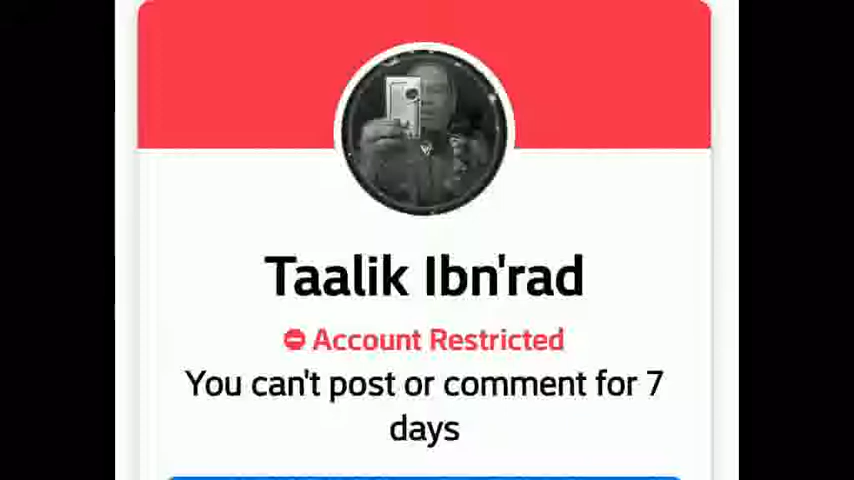 Taalik Ibn'rad
Account Restricted
You can't post or comment for 7
days